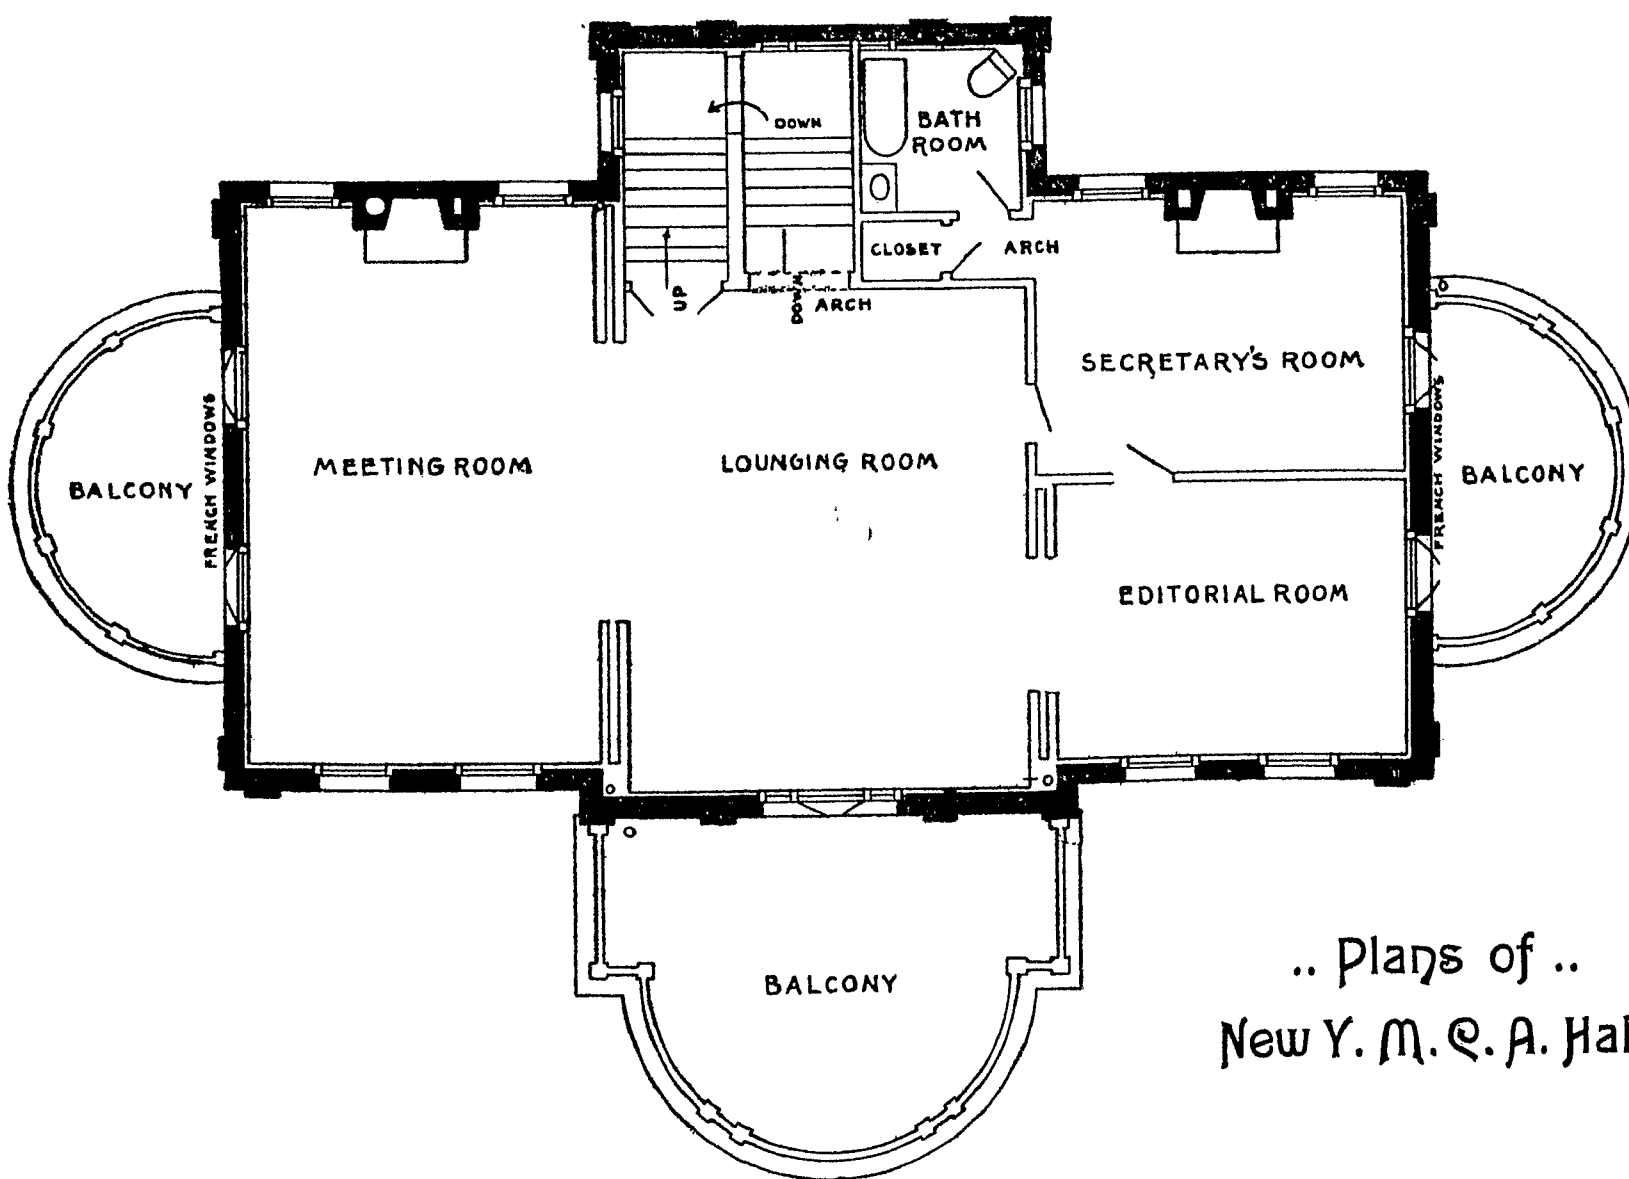 DOWN
BATH
ROOM
CLOSET
ARCH
UP
DOWN
ARCH
SECRETARY'S ROOM
MEETING ROOM
LOUNGING ROOM
BALCONY
FRENCH WINDOWS
FRENCH WINDOWS
BALCONY
EDITORIAL ROOM
BALCONY
.. Plans of ..
New Y. M. C. A. Hal